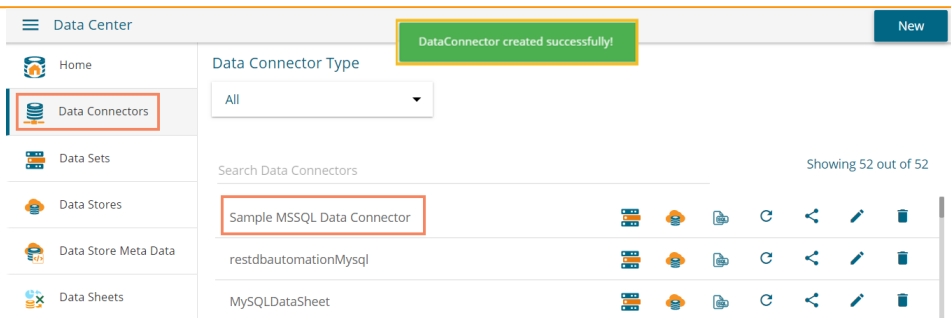 Data Center
DataConnector created successfully!
New
Home
Data Connectors
Data Sets
Data Stores
Data Store Meta Data
Data Sheets
Data Connector Type
All
Search Data Connectors
Showing 52 out of 52
Sample MSSQL Data Connector
restdbautomationMysql
MySQLDataSheet